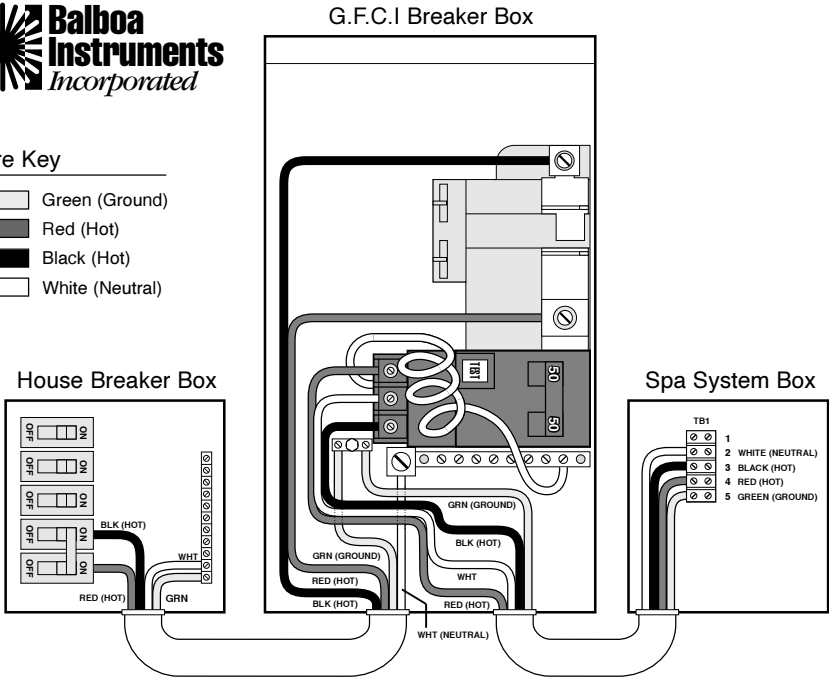 G.F.C.I Breaker Box
Balboa
Instruments
Incorporated
re Key
Green (Ground)
Red (Hot)
Black (Hot)
White (Neutral)
House Breaker Box
OFF ON
OFF ON
OFF ON
OFF ON
OFF ON
BLK (HOT)
WHT
RED (HOT)
GRN
TEST
50
50
GRN (GROUND)
BLK (HOT)
GRN (GROUND)
WHT
RED (HOT)
RED (HOT)
BLK (HOT)
WHT (NEUTRAL)
Spa System Box
TB1
1
2 WHITE (NEUTRAL)
3 BLACK (HOT)
4 RED (HOT)
5 GREEN (GROUND)